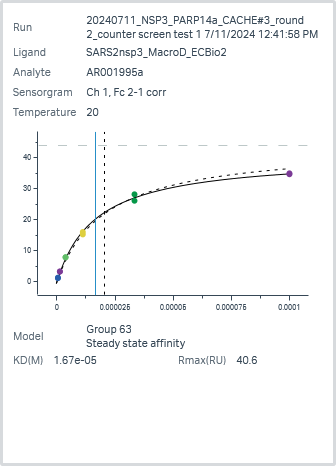 Run 20240711_NSP3_PARP14a_CACHE#3_round
2_counter screen test 1 7/11/2024 12:41:58 PM
Ligand SARS2nsp3_MacroD_ECBio2
Analyte AR001995a
Sensorgram Ch 1, Fc 2-1 corr
Temperature 20
40
30
20
10
0
0 0.000025 0.00005 0.000075 0.0001
Model Group 63
Steady state affinity
KD(M) 1.67e-05 Rmax(RU) 40.6